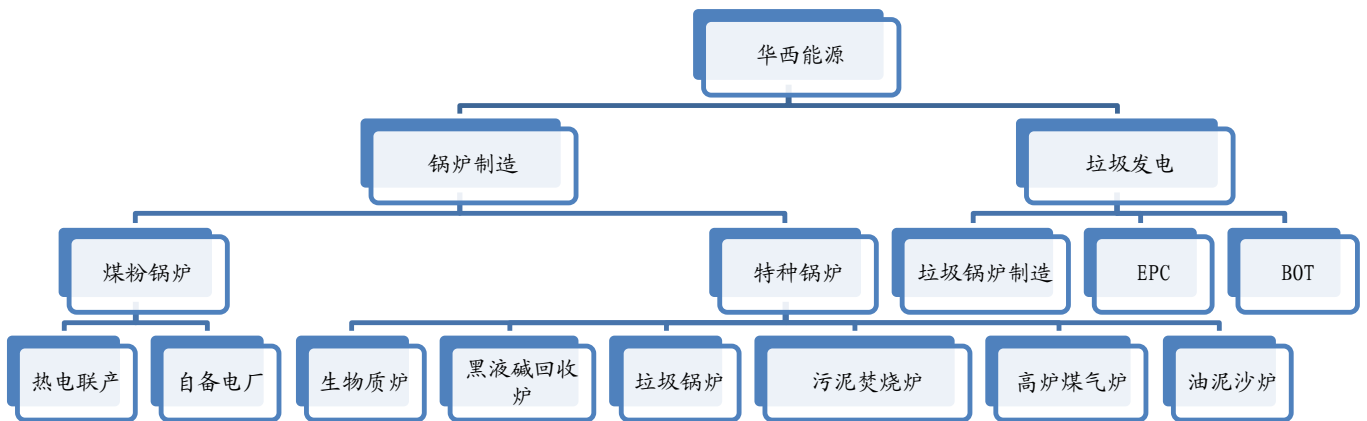 华西能源
锅炉制造
垃圾发电
煤粉锅炉
特种锅炉
垃圾锅炉制造
EPC
BOT
热电联产
自备电厂
生物质炉
黑液碱回收
炉
垃圾锅炉
污泥焚烧炉
高炉煤气炉
油泥沙炉